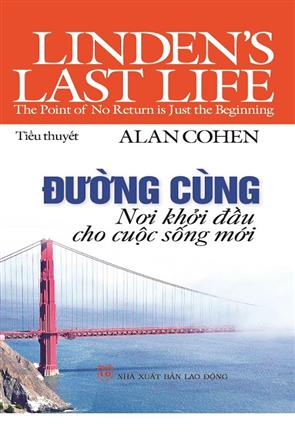 LINDEN'S
LAST LIFE
The Point of No Return is Just the Beginning
Tiểu thuyết
ALAN COHEN
ĐƯỜNG CÙNG
Nơi khởi đầu
cho cuộc sống mới
NHÀ XUẤT BẢN LAO ĐỘNG